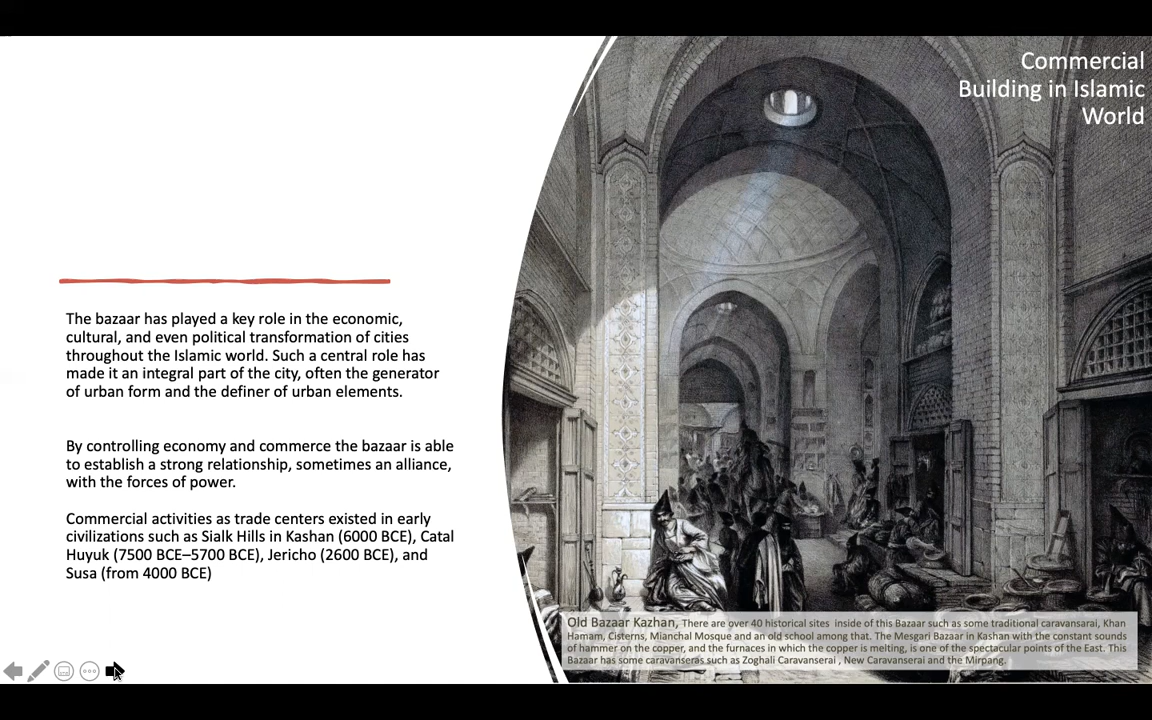 Commercial
Building in Islamic
World
The bazaar has played a key role in the economic,
cultural, and even political transformation of cities
throughout the Islamic world. Such a central role has
made it an integral part of the city, often the generator
of urban form and the definer of urban elements.
By controlling economy and commerce the bazaar is able
to establish a strong relationship, sometimes an alliance,
with the forces of power.
Commercial activities as trade centers existed in early
civilizations such as Sialk Hills in Kashan (6000 BCE), Catal
Huyuk (7500 BCE–5700 BCE), Jericho (2600 BCE), and
Susa (from 4000 BCE)
Old Bazaar Kazhan, There are over 40 historical sites inside of this Bazaar such as some traditional caravansarai, Khan
Hamam, Cisterns, Mianchal Mosque and an old school among that. The Mesgari Bazaar in Kashan with the constant sounds
of hammer on the copper, and the furnaces in which the copper is melting, is one of the spectacular points of the East. This
Bazaar has some caravanseras such as Zoghali Caravanserai , New Caravanserai and the Mirpang.